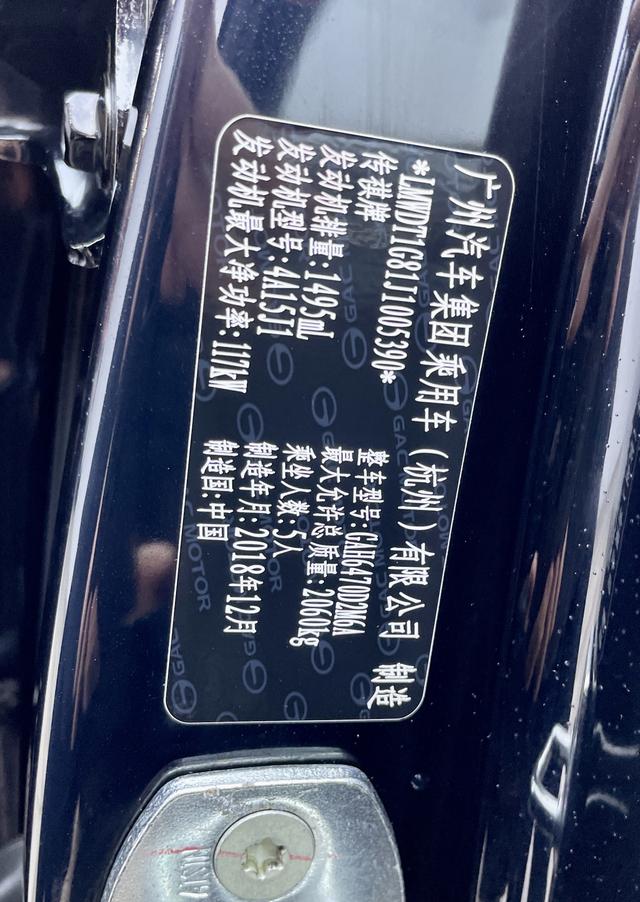 广州汽车集团乘用车（杭州）有限公司 制造
*LMWDT1G81J1005390*
传祺牌 整车型号:GAH6470D2M6A
发动机排量:1495mL 最大允许总质量:2060kg
发动机型号:4A15J1 乘坐人数:5人
发动机最大净功率:112kW 制造年月:2018年12月
制造国:中国
GAC MOTOR